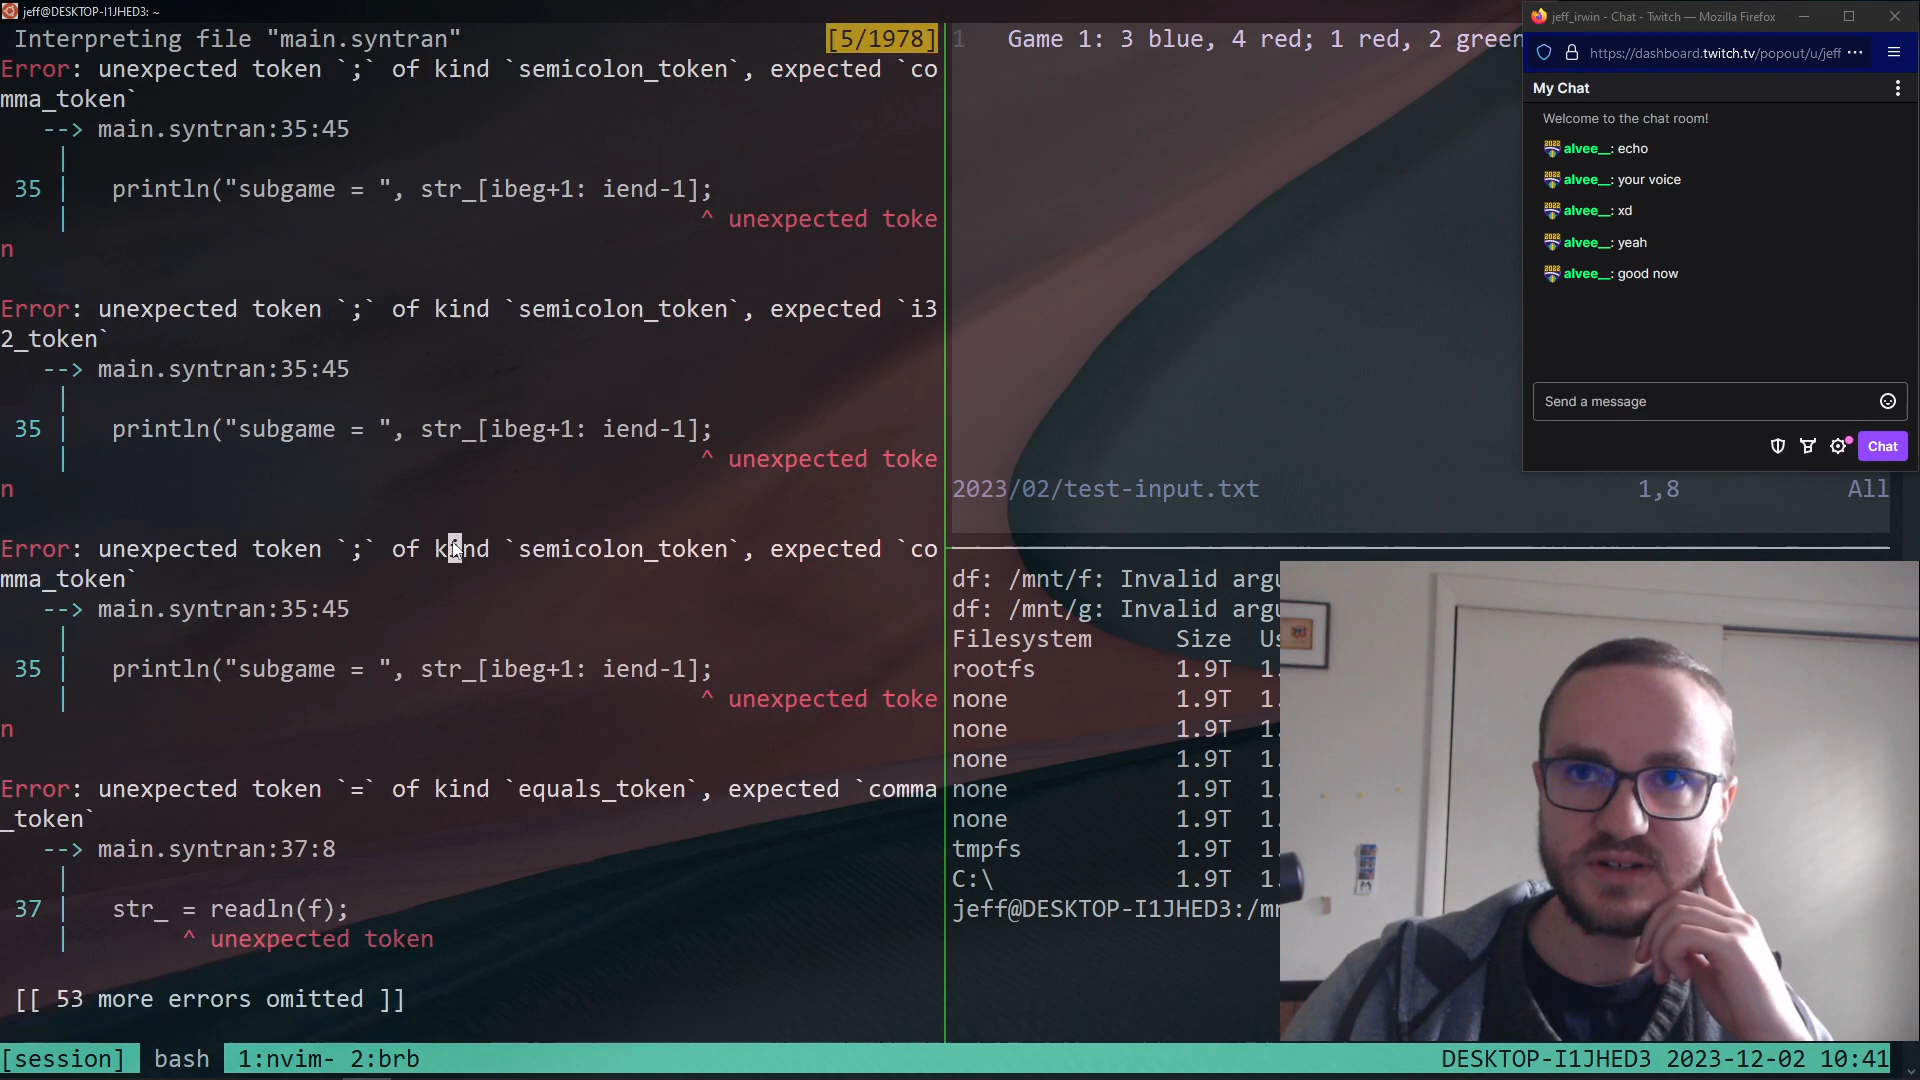 jeff@DESKTOP-I1JHED3: ~
Interpreting file "main.syntran"
[5/1978]
Error: unexpected token `;` of kind `semicolon_token`, expected `co
mma_token`
--> main.syntran:35:45
|
35 | println("subgame = ", str_[ibeg+1: iend-1];
| ^ unexpected toke
n
Error: unexpected token `;` of kind `semicolon_token`, expected `i3
2_token`
--> main.syntran:35:45
|
35 | println("subgame = ", str_[ibeg+1: iend-1];
| ^ unexpected toke
n
Error: unexpected token `;` of kind `semicolon_token`, expected `co
mma_token`
--> main.syntran:35:45
|
35 | println("subgame = ", str_[ibeg+1: iend-1];
| ^ unexpected toke
n
Error: unexpected token `=` of kind `equals_token`, expected `comma
_token`
--> main.syntran:37:8
|
37 | str_ = readln(f);
| ^ unexpected token
[[ 53 more errors omitted ]]
1 Game 1: 3 blue, 4 red; 1 red, 2 green
2023/02/test-input.txt 1,8 All
df: /mnt/f: Invalid argu
df: /mnt/g: Invalid argu
Filesystem Size Us
rootfs 1.9T 1.
none 1.9T 1.
none 1.9T 1.
none 1.9T 1.
none 1.9T 1.
none 1.9T 1.
tmpfs 1.9T 1.
C:\ 1.9T 1.
jeff@DESKTOP-I1JHED3:/mn
jeff_irwin - Chat - Twitch — Mozilla Firefox
https://dashboard.twitch.tv/popout/u/jeff
My Chat
Welcome to the chat room!
alvee__: echo
alvee__: your voice
alvee__: xd
alvee__: yeah
alvee__: good now
Send a message
Chat
[session] bash 1:nvim- 2:brb
DESKTOP-I1JHED3 2023-12-02 10:41